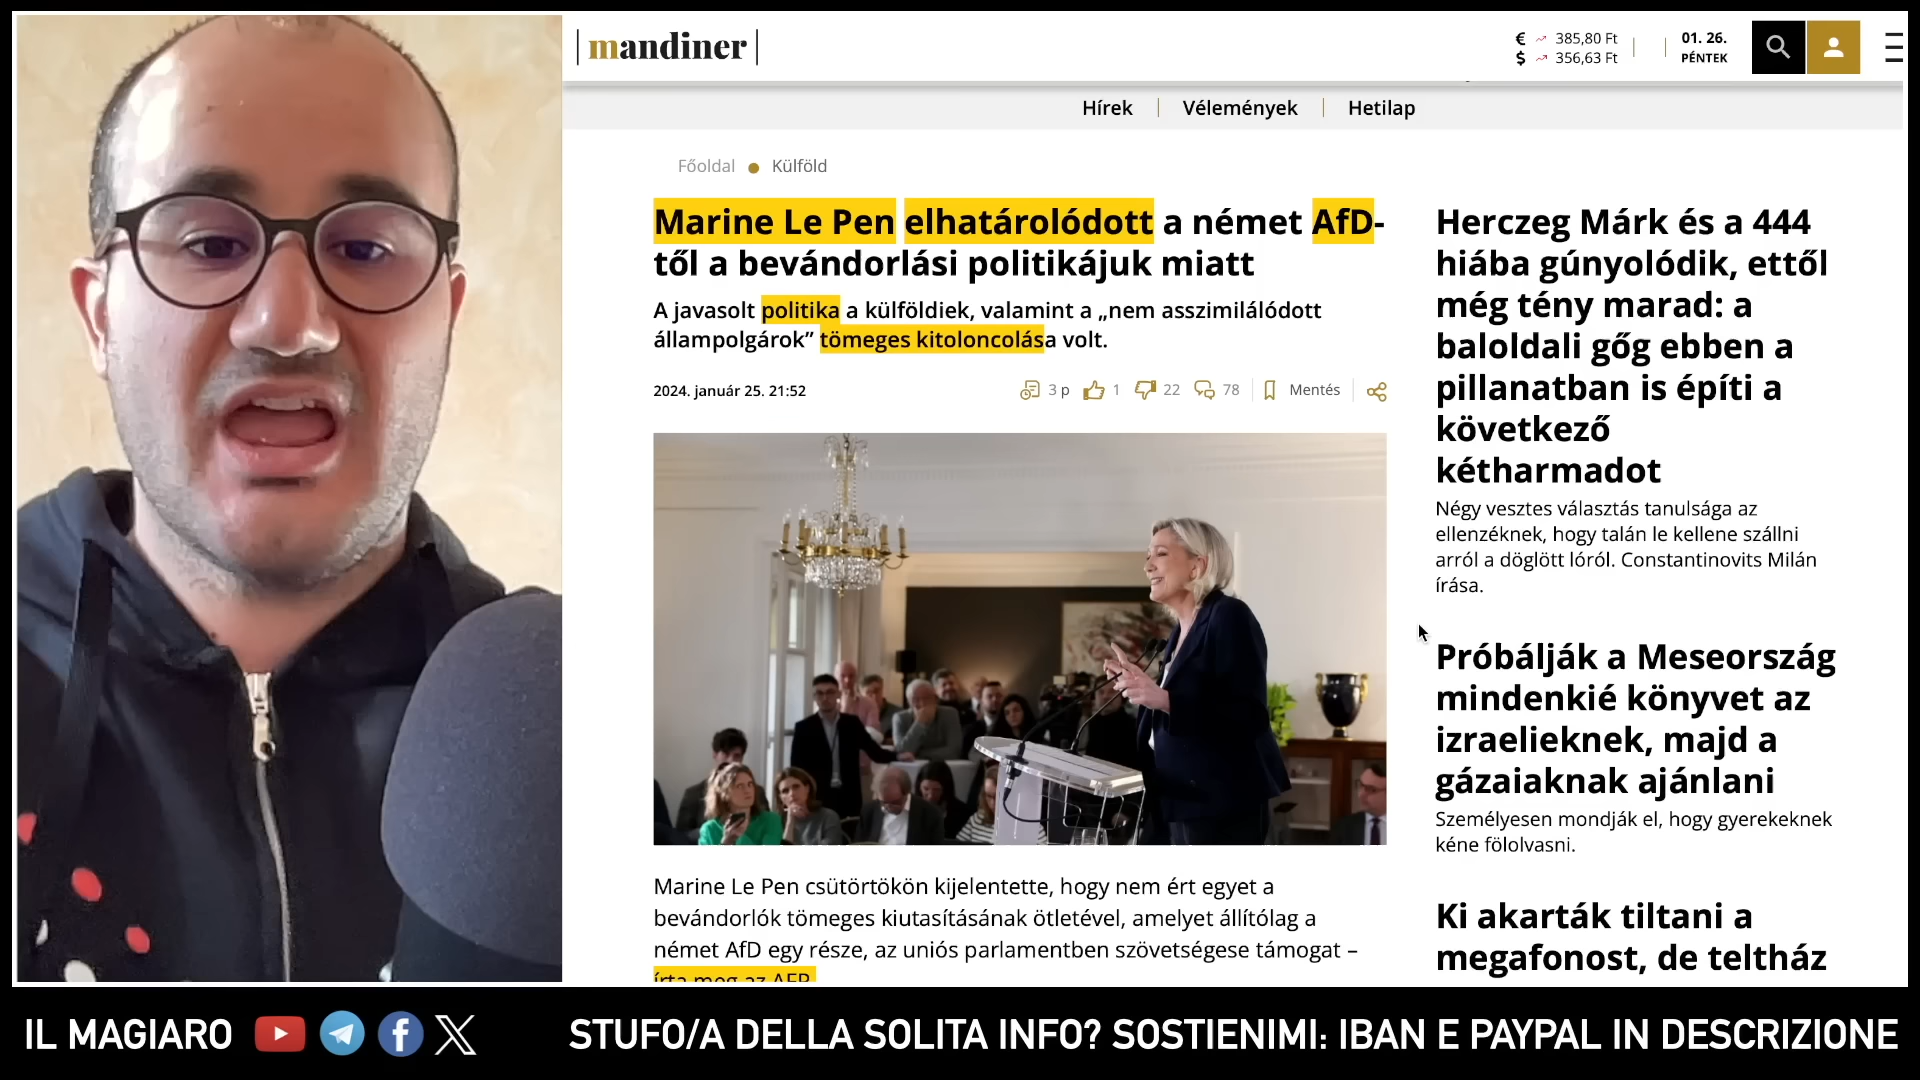 mandiner
€ 385,80 Ft
$ 356,63 Ft
01. 26.
PÉNTEK
Hírek
Vélemények
Hetilap
Főoldal
Külföld
Marine Le Pen elhatárolódott a német AfD-
től a bevándorlási politikájuk miatt
A javasolt politika a külföldiek, valamint a „nem asszimilálódott
állampolgárok” tömeges kitoloncolása volt.
2024. január 25. 21:52
3 p
1
22
78
Mentés
Marine Le Pen csütörtökön kijelentette, hogy nem ért egyet a
bevándorlók tömeges kiutasításának ötletével, amelyet állítólag a
német AfD egy része, az uniós parlamentben szövetségese támogat –
írta meg az AFP.
Herczeg Márk és a 444
hiába gúnyolódik, ettől
még tény marad: a
baloldali gőg ebben a
pillanatban is építi a
következő
kétharmadot
Négy vesztes választás tanulsága az
ellenzéknek, hogy talán le kellene szállni
arról a döglött lóról. Constantinovits Milán
írása.
Próbálják a Meseország
mindenkié könyvet az
izraelieknek, majd a
gázaiaknak ajánlani
Személyesen mondják el, hogy gyerekeknek
kéne fölolvasni.
Ki akarták tiltani a
megafonost, de teltház
IL MAGIARO
STUFO/A DELLA SOLITA INFO? SOSTIENIMI: IBAN E PAYPAL IN DESCRIZIONE